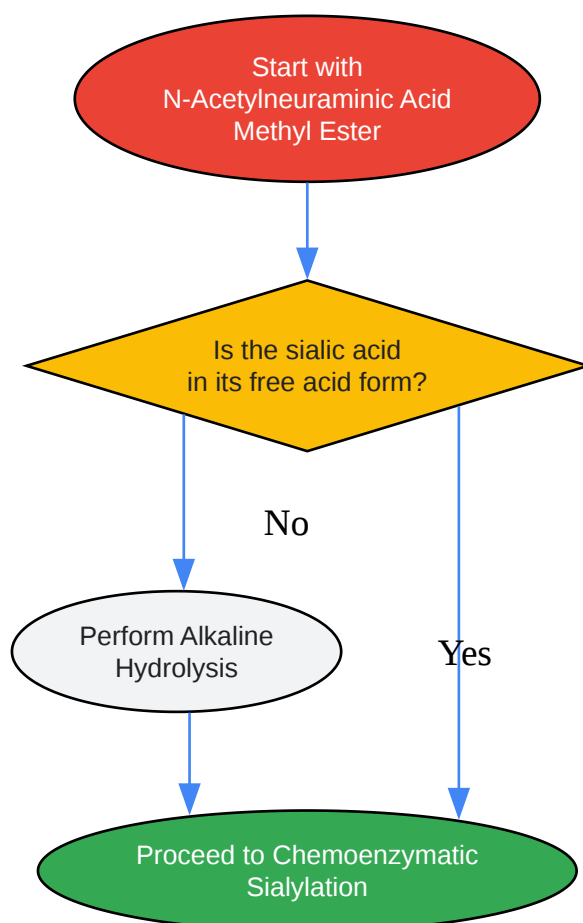 Start with
N-Acetylneuraminic Acid
Methyl Ester
Is the sialic acid
in its free acid form?
No
Perform Alkaline
Hydrolysis
Yes
Proceed to Chemoenzymatic
Sialylation